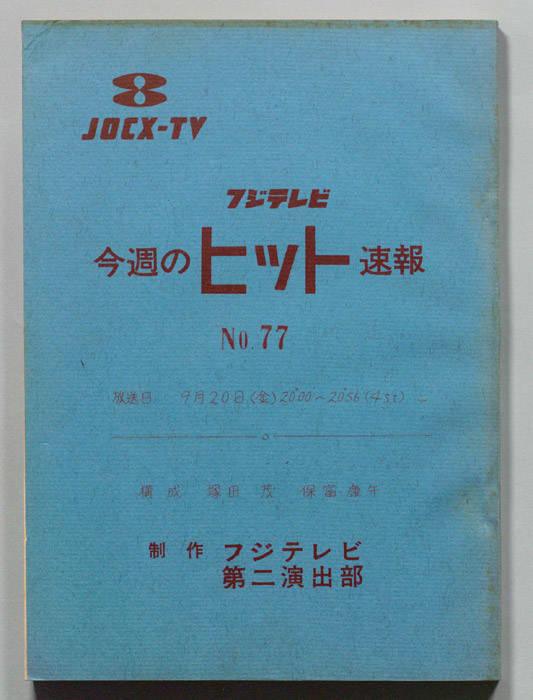 8
JOCX-TV
フジテレビ
今週のヒット速報
No.77
放送日 9月20日(金)20°00~20°56(4st)
構成 塚田茂 保富康午
制作 フジテレビ
第二演出部